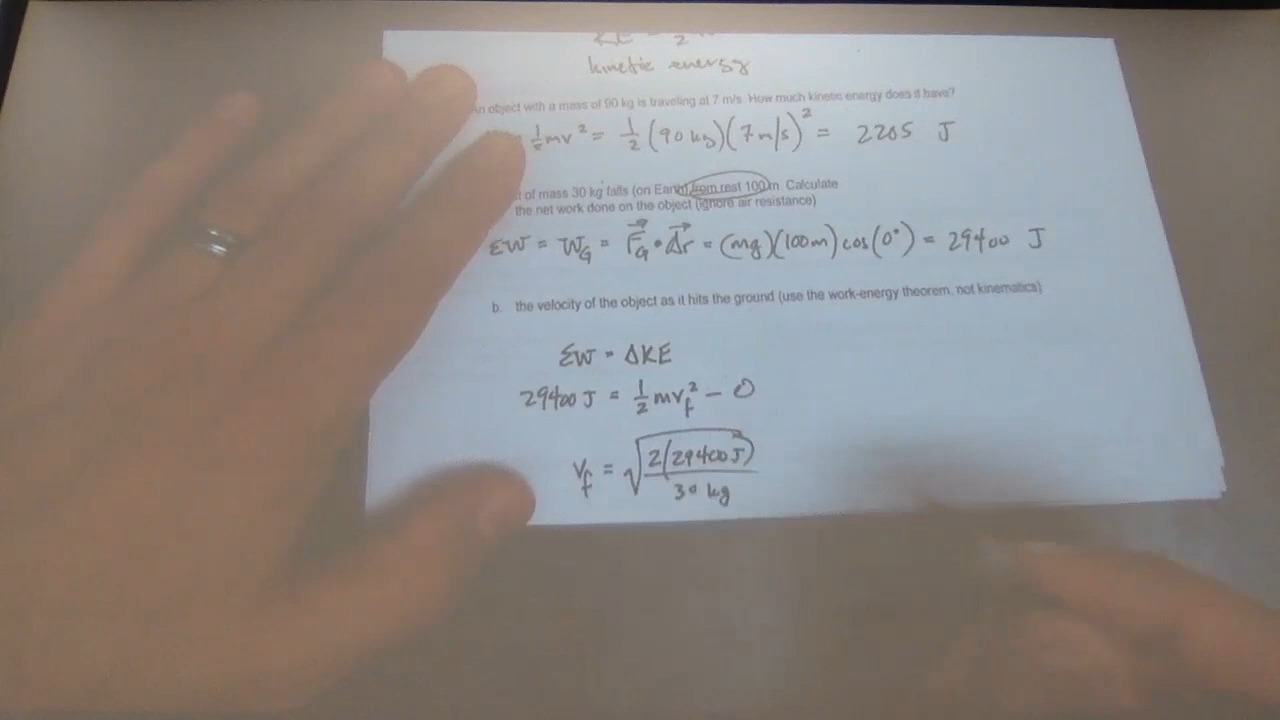 kinetic energy
An object with a mass of 90 kg is traveling at 7 m/s. How much kinetic energy does it have?
½mv² = ½ (90 kg)(7 m/s)² = 2205 J
of mass 30 kg falls (on Earth) from rest 100 m. Calculate
the net work done on the object (ignore air resistance)
ΣW = W_G = F⃗_G • Δr⃗ = (mg)(100m) cos(0°) = 29400 J
b. the velocity of the object as it hits the ground (use the work-energy theorem, not kinematics)
ΣW = ΔKE
29400 J = ½ mv_f² - 0
v_f = √(2(29400 J) / 30 kg)